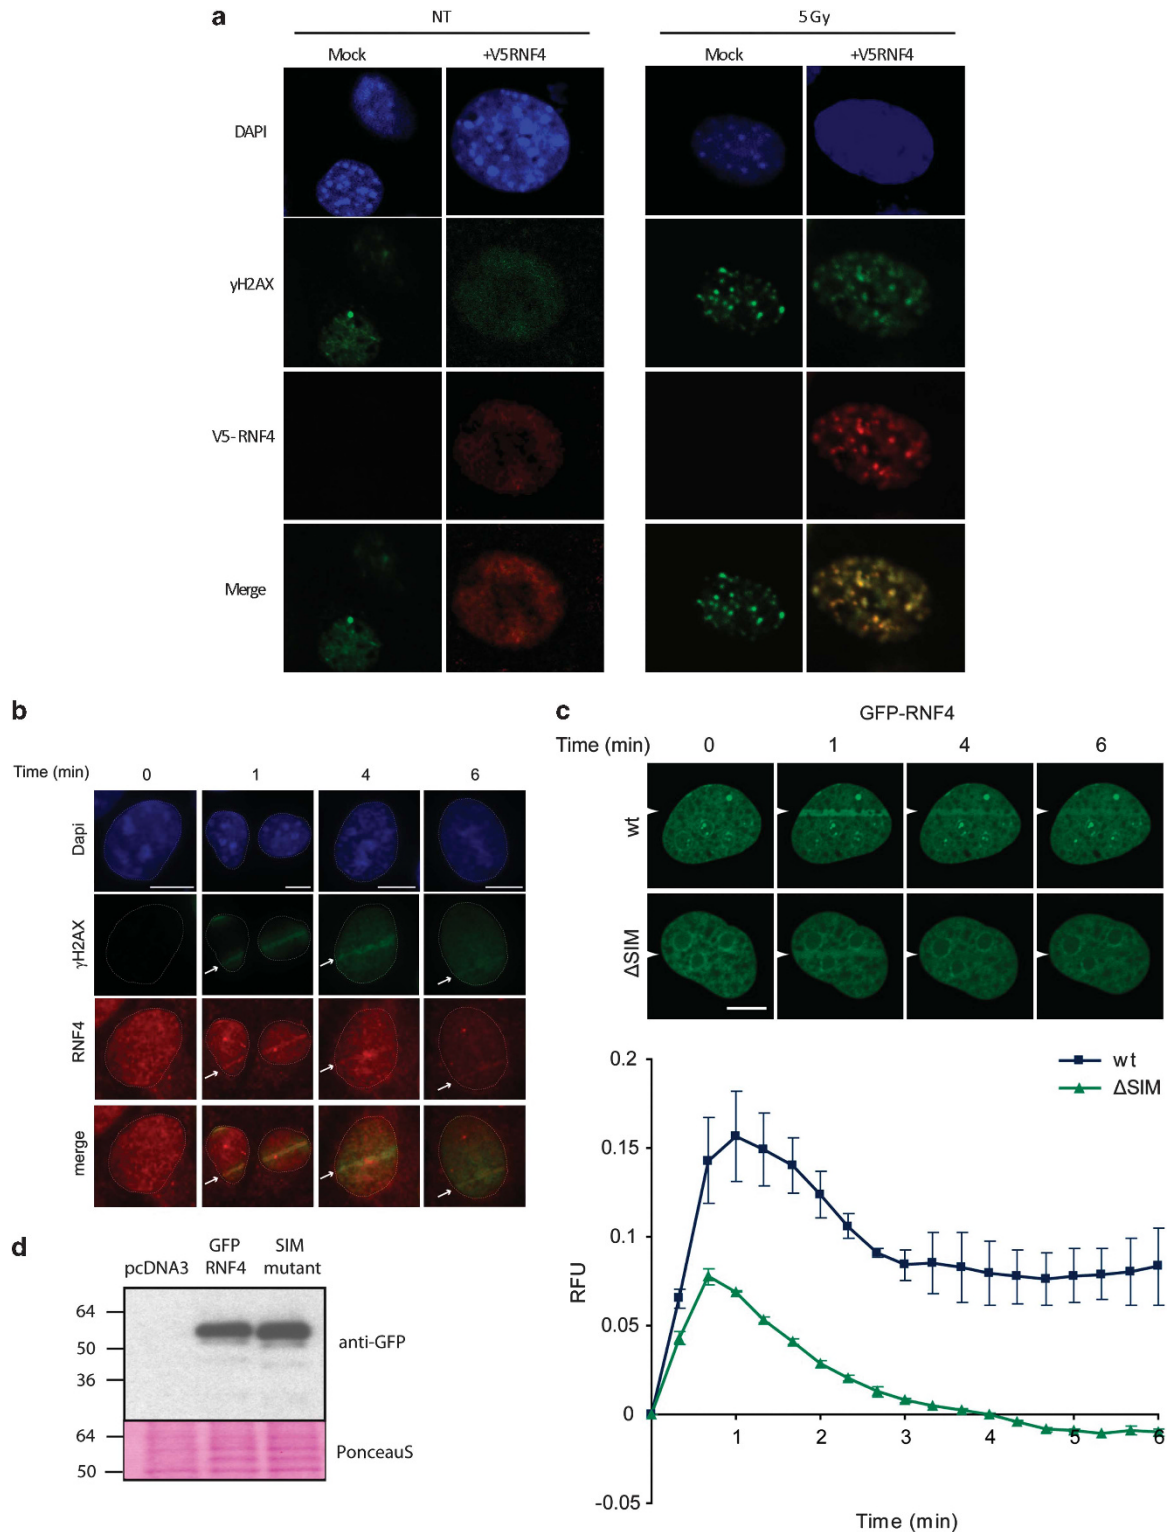 a
NT
5 Gy
Mock
+V5RNF4
Mock
+V5RNF4
DAPI
γH2AX
V5- RNF4
Merge
b
Time (min)
0
1
4
6
Dapi
γH2AX
RNF4
merge
c
GFP-RNF4
Time (min)
0
1
4
6
wt
ΔSIM
0.2
0.15
0.1
0.05
0
-0.05
RFU
wt
ΔSIM
1
2
3
4
5
6
Time (min)
d
pcDNA3
GFP
RNF4
SIM
mutant
64
50
36
anti-GFP
64
50
PonceauS